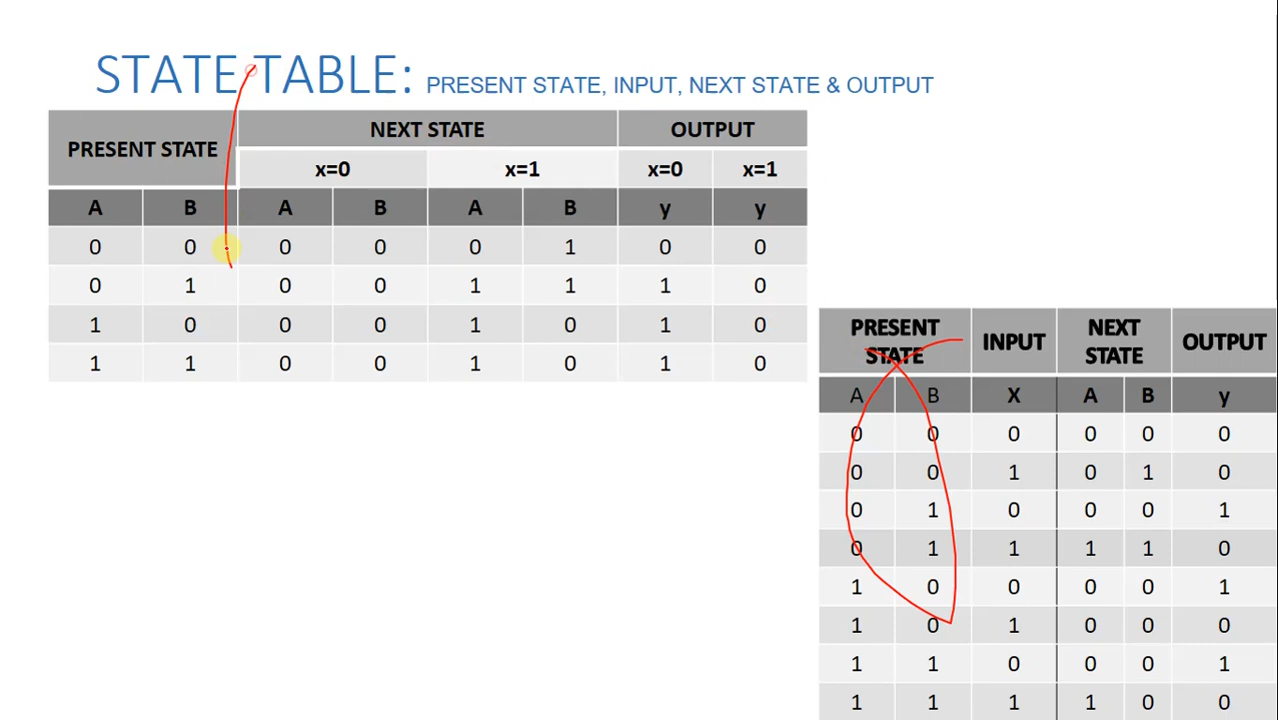 STATE TABLE: PRESENT STATE, INPUT, NEXT STATE & OUTPUT
PRESENT STATE NEXT STATE OUTPUT
x=0 x=1 x=0 x=1
A B A B A B y y
0 0 0 0 0 1 0 0
0 1 0 0 1 1 1 0
1 0 0 0 1 0 1 0
1 1 0 0 1 0 1 0
PRESENT STATE INPUT NEXT STATE OUTPUT
A B X A B y
0 0 0 0 0 0
0 0 1 0 1 0
0 1 0 0 0 1
0 1 1 1 1 0
1 0 0 0 0 1
1 0 1 0 0 0
1 1 0 0 0 1
1 1 1 1 0 0